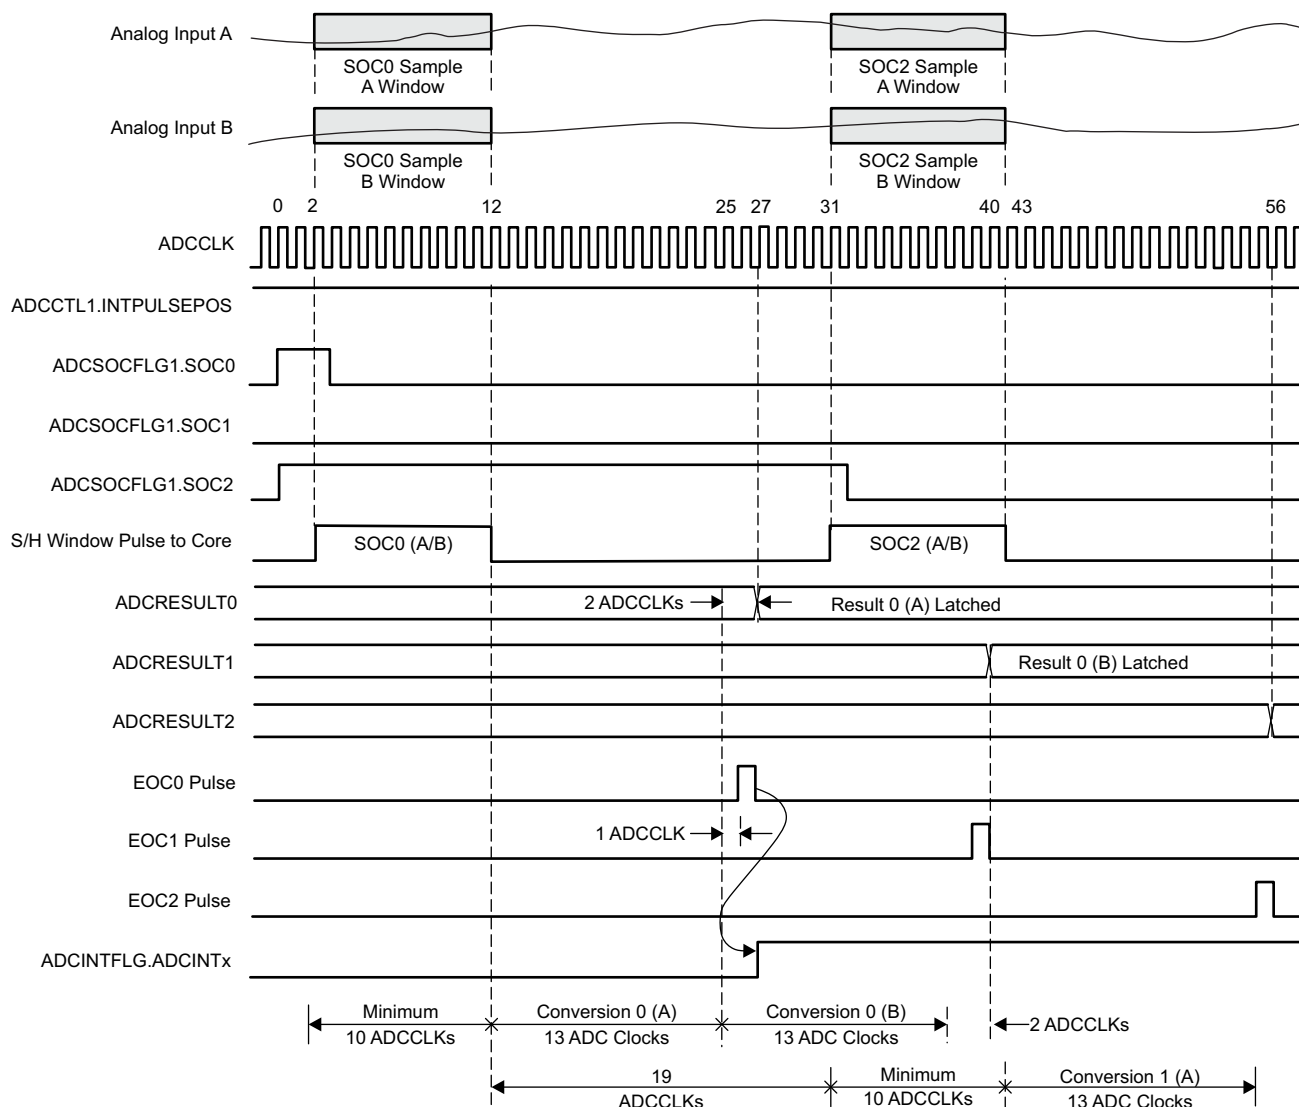 Analog Input A
SOC0 Sample
A Window
SOC2 Sample
A Window
Analog Input B
SOC0 Sample
B Window
SOC2 Sample
B Window
0 2 12 25 27 31 40 43 56
ADCCLK
ADCCTL1.INTPULSEPOS
ADCSOCFLG1.SOC0
ADCSOCFLG1.SOC1
ADCSOCFLG1.SOC2
S/H Window Pulse to Core
SOC0 (A/B)
SOC2 (A/B)
ADCRESULT0
2 ADCCLKs
Result 0 (A) Latched
ADCRESULT1
Result 0 (B) Latched
ADCRESULT2
EOC0 Pulse
EOC1 Pulse
1 ADCCLK
EOC2 Pulse
ADCINTFLG.ADCINTx
Minimum
10 ADCCLKs
Conversion 0 (A)
13 ADC Clocks
Conversion 0 (B)
13 ADC Clocks
2 ADCCLKs
19
ADCCLKs
Minimum
10 ADCCLKs
Conversion 1 (A)
13 ADC Clocks